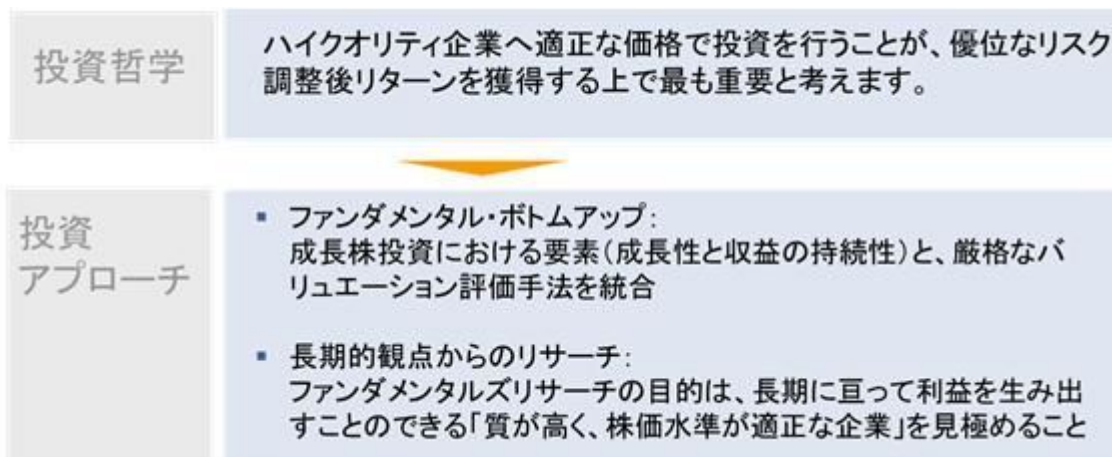 投資哲学
ハイクオリティ企業へ適正な価格で投資を行うことが、優位なリスク
調整後リターンを獲得する上で最も重要と考えます。
投資
アプローチ
▪ ファンダメンタル・ボトムアップ：
成長株投資における要素（成長性と収益の持続性）と、厳格なバ
リュエーション評価手法を統合
▪ 長期的観点からのリサーチ：
ファンダメンタルズリサーチの目的は、長期に亘って利益を生み出
すことのできる「質が高く、株価水準が適正な企業」を見極めること